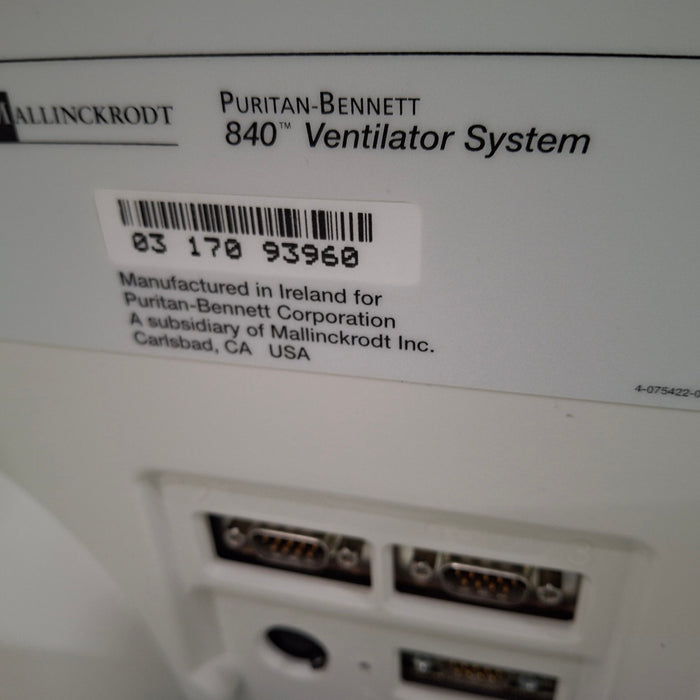 MALLINCKRODT
PURITAN-BENNETT
840™ Ventilator System
03 170 93960
Manufactured in Ireland for
Puritan-Bennett Corporation
A subsidiary of Mallinckrodt Inc.
Carlsbad, CA USA